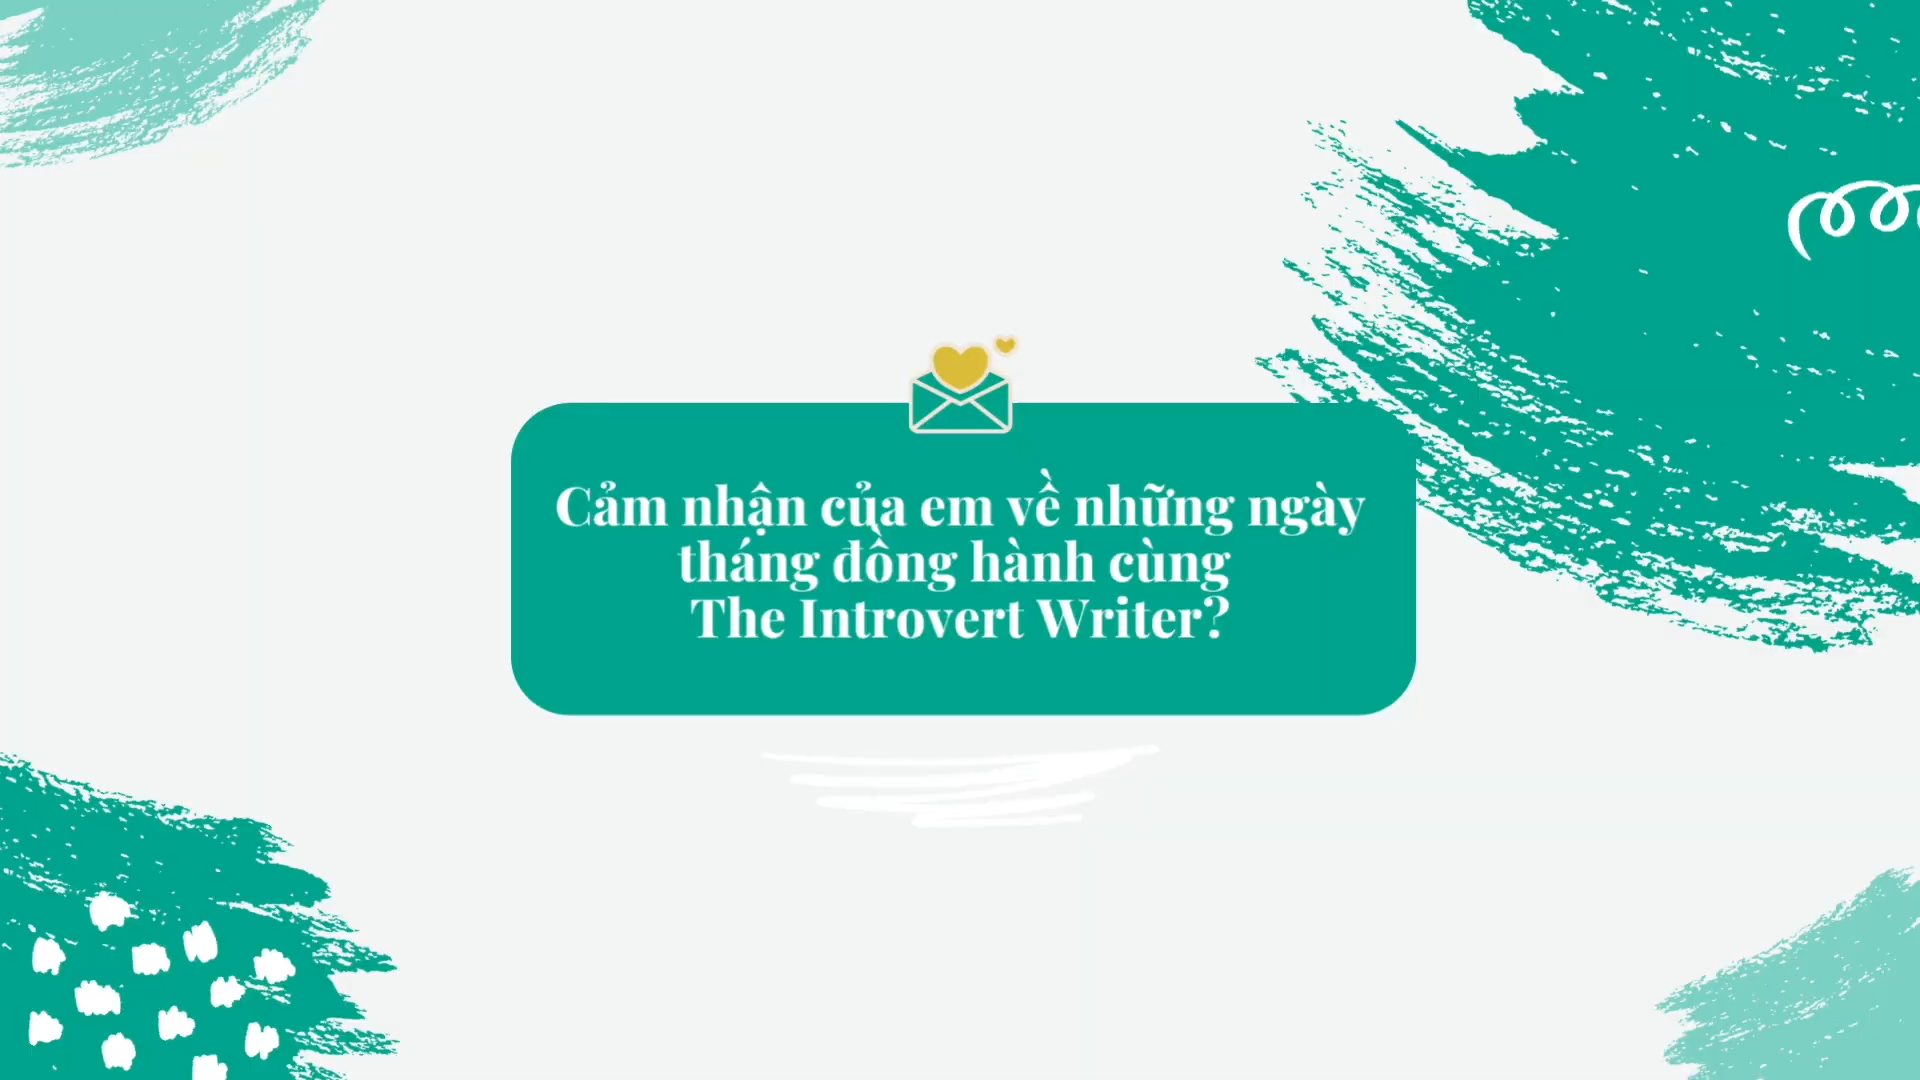 Cảm nhận của em về những ngày
tháng đồng hành cùng
The Introvert Writer?